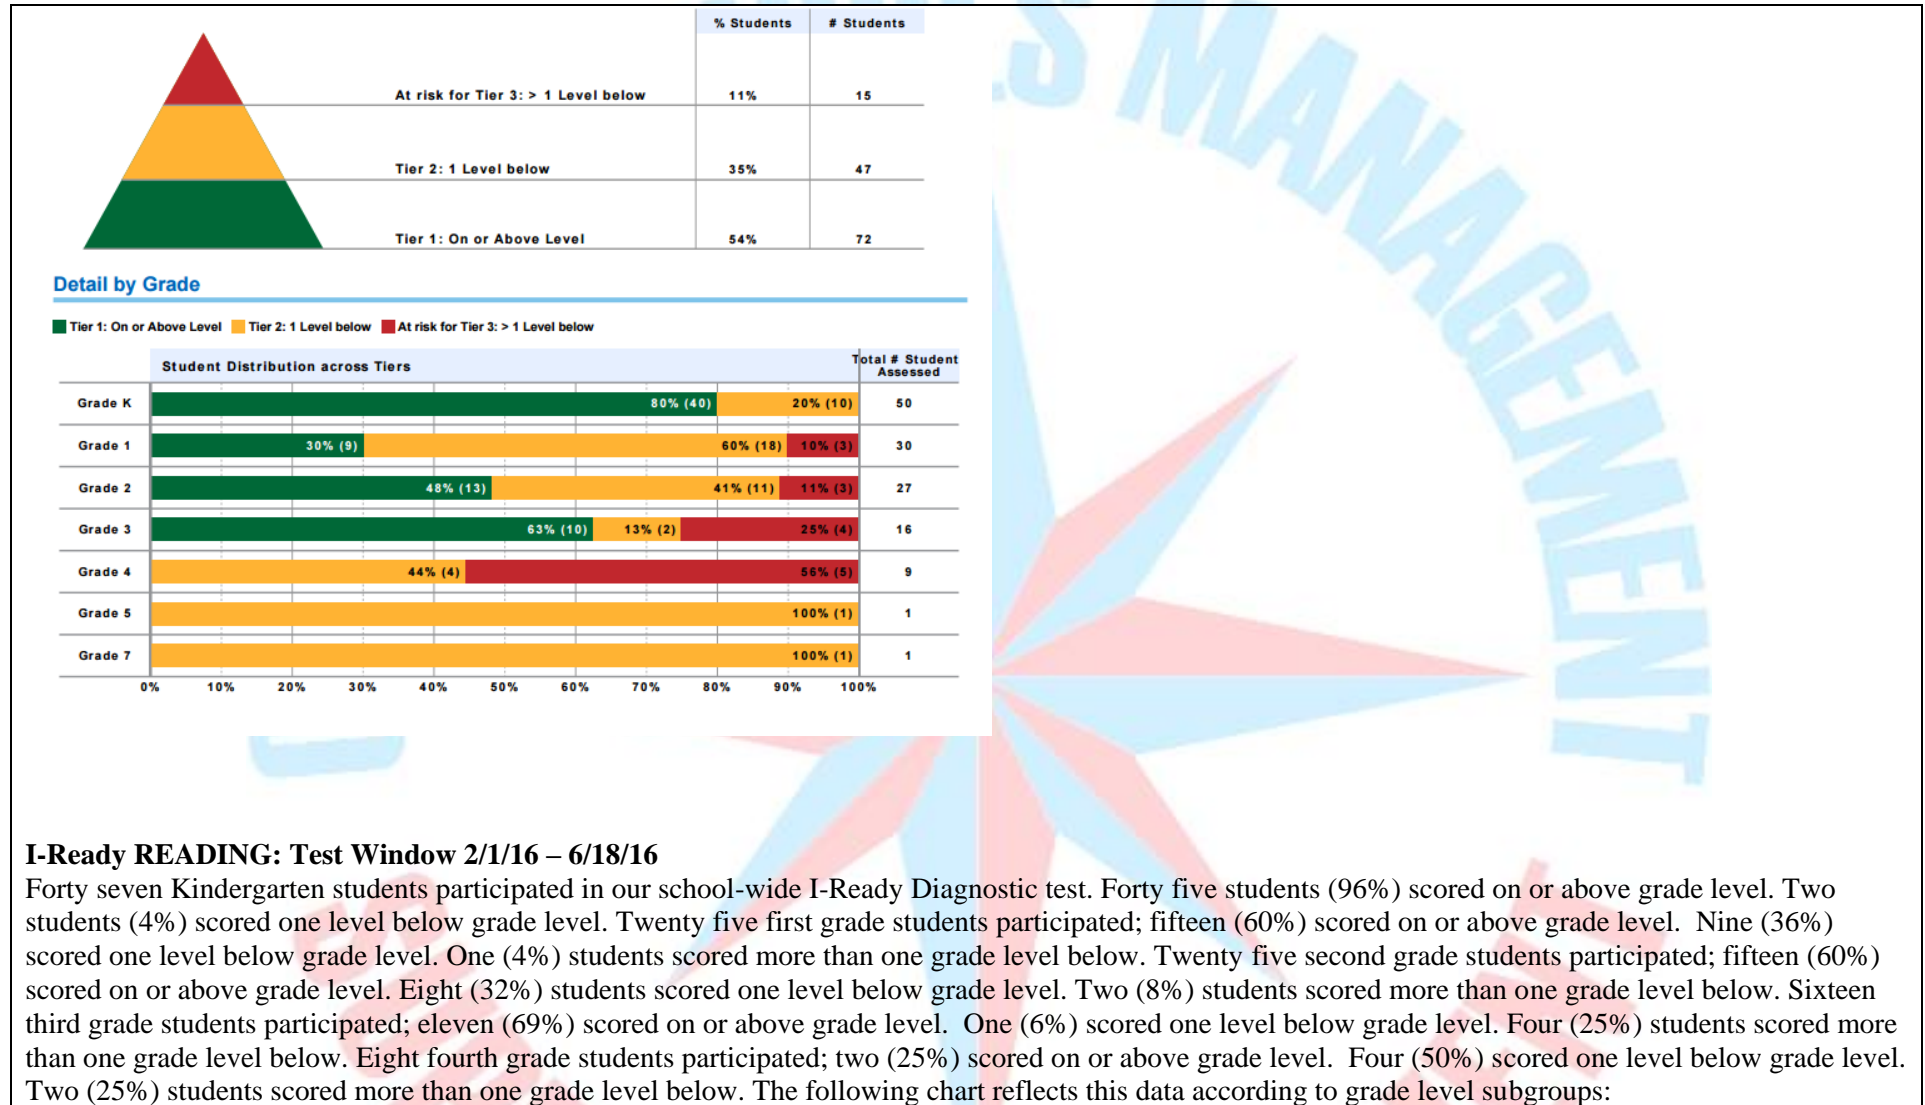 % Students # Students
At risk for Tier 3: > 1 Level below 11% 15
Tier 2: 1 Level below 35% 47
Tier 1: On or Above Level 54% 72
Detail by Grade
Tier 1: On or Above Level Tier 2: 1 Level below At risk for Tier 3: > 1 Level below
Student Distribution across Tiers Total # Student
Assessed
Grade K 80% (40) 20% (10) 50
Grade 1 30% (9) 60% (18) 10% (3) 30
Grade 2 48% (13) 41% (11) 11% (3) 27
Grade 3 63% (10) 13% (2) 25% (4) 16
Grade 4 44% (4) 56% (5) 9
Grade 5 100% (1) 1
Grade 7 100% (1) 1
0% 10% 20% 30% 40% 50% 60% 70% 80% 90% 100%
I-Ready READING: Test Window 2/1/16 – 6/18/16
Forty seven Kindergarten students participated in our school-wide I-Ready Diagnostic test. Forty five students (96%) scored on or above grade level. Two
students (4%) scored one level below grade level. Twenty five first grade students participated; fifteen (60%) scored on or above grade level. Nine (36%)
scored one level below grade level. One (4%) students scored more than one grade level below. Twenty five second grade students participated; fifteen (60%)
scored on or above grade level. Eight (32%) students scored one level below grade level. Two (8%) students scored more than one grade level below. Sixteen
third grade students participated; eleven (69%) scored on or above grade level. One (6%) scored one level below grade level. Four (25%) students scored more
than one grade level below. Eight fourth grade students participated; two (25%) scored on or above grade level. Four (50%) scored one level below grade level.
Two (25%) students scored more than one grade level below. The following chart reflects this data according to grade level subgroups:
MANAGEMENT